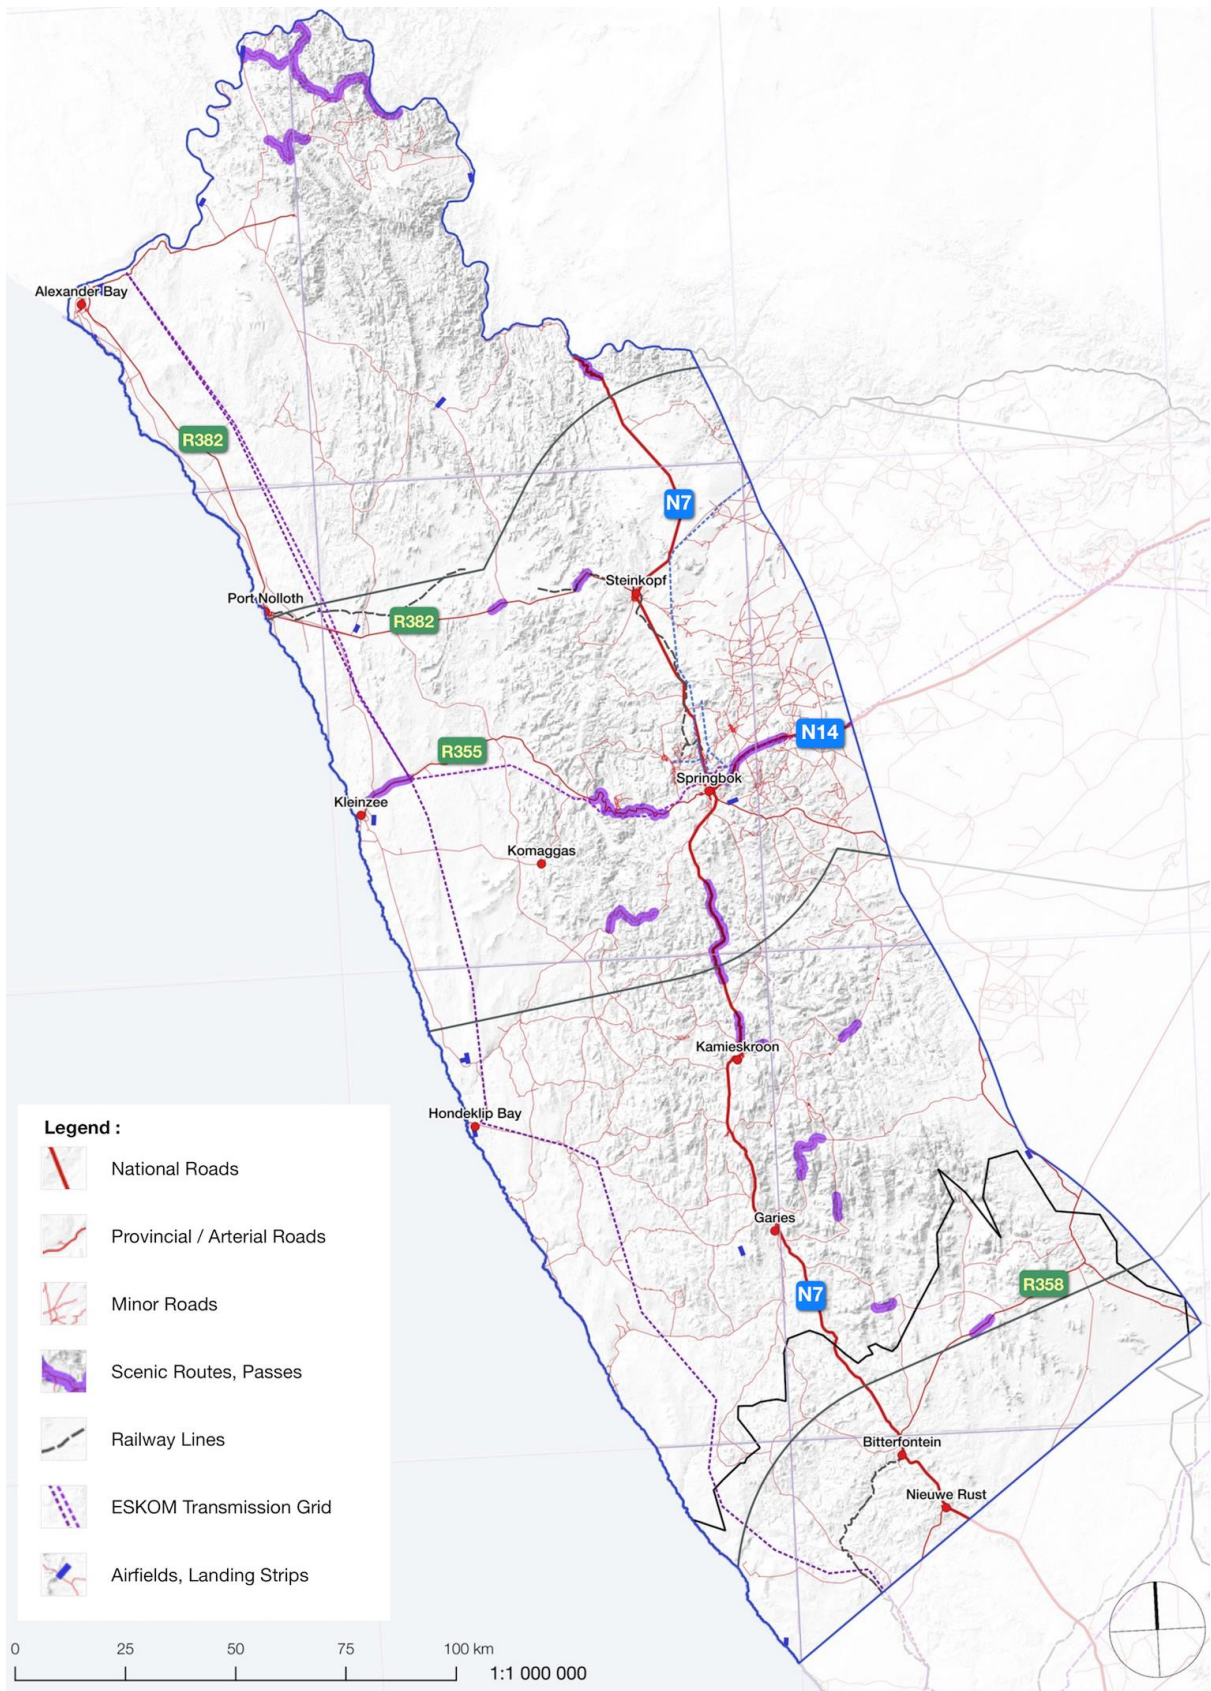 Alexander Bay
R382
N7
Steinkopf
Port Nolloth
R382
N14
R355
Springbok
Kleinzee
Komaggas
Kamieskroon
Hondeklip Bay
Legend :
National Roads
Garies
Provincial / Arterial Roads
R358
N7
Minor Roads
Scenic Routes, Passes
Railway Lines
Bitterfontein
Nieuwe Rust
ESKOM Transmission Grid
Airfields, Landing Strips
0 25 50 75 100 km
1:1 000 000